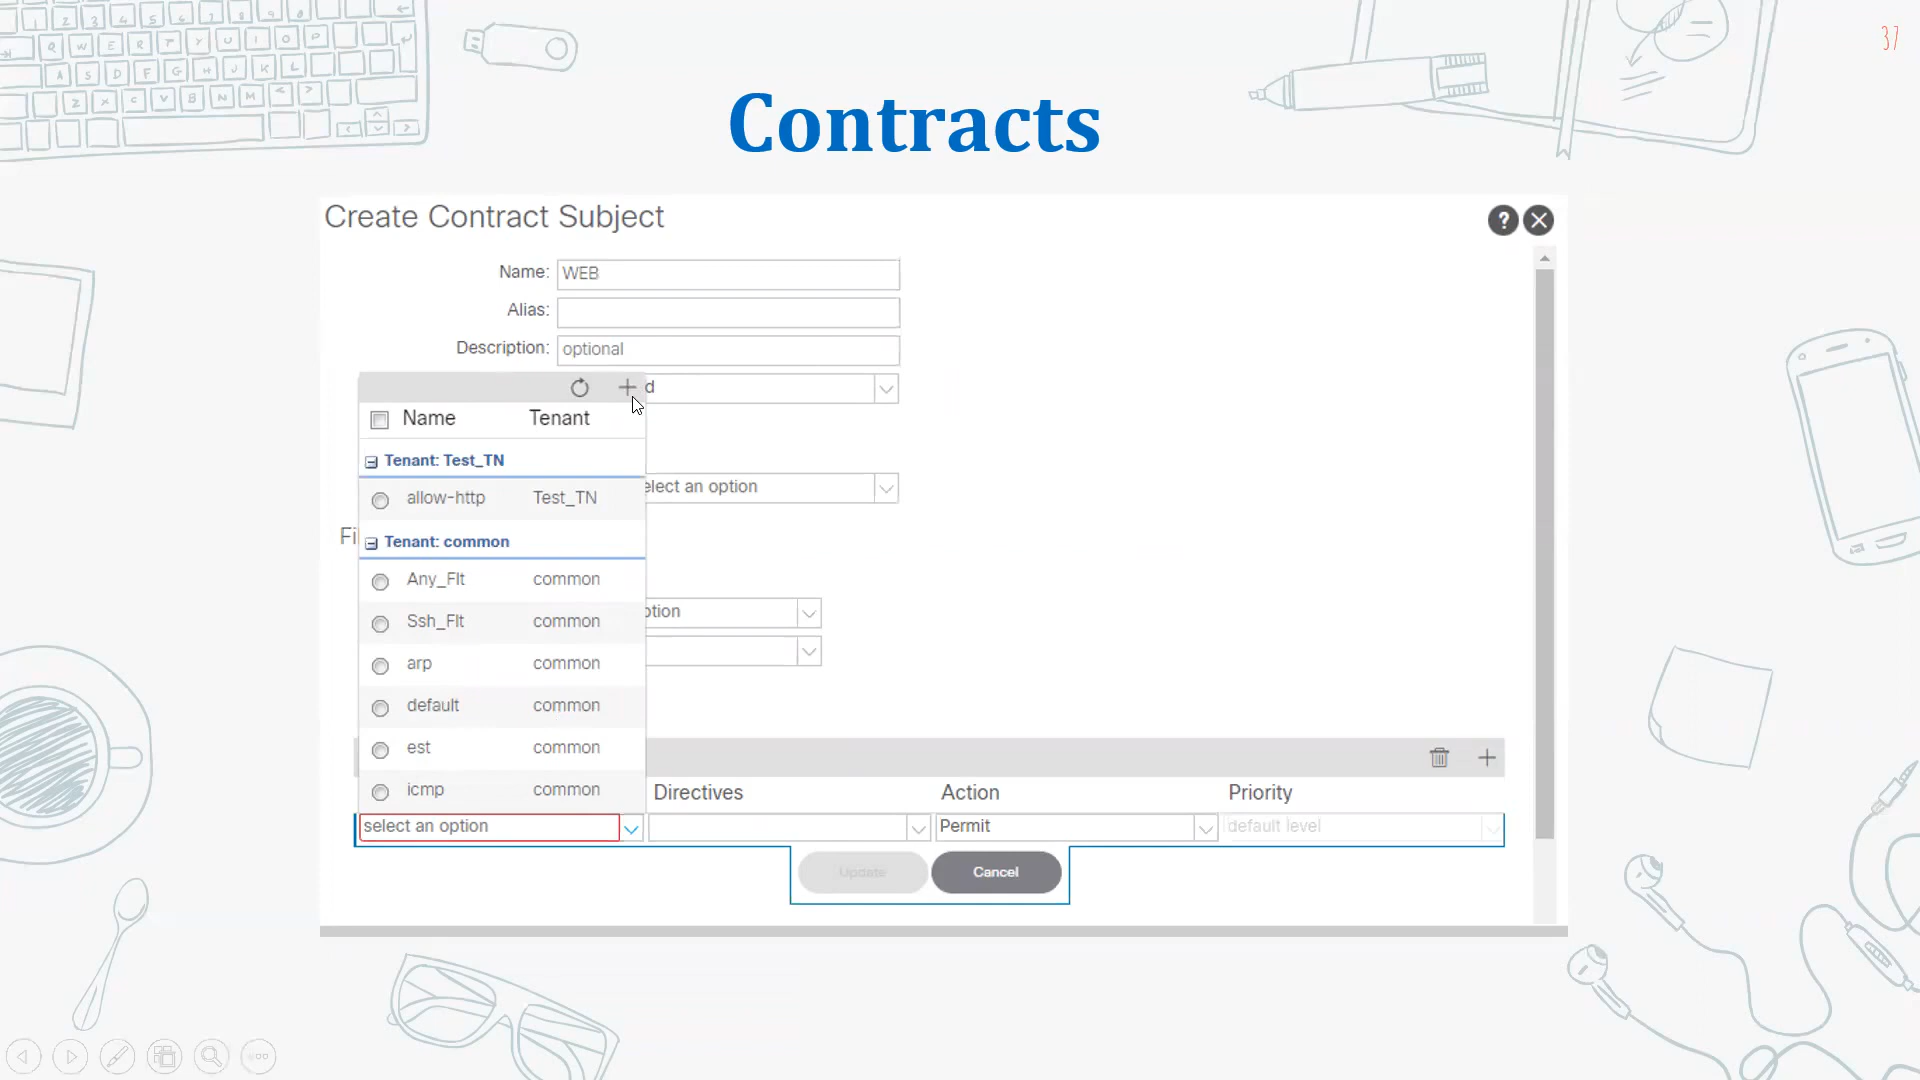 37
Contracts
Create Contract Subject
?
Name: WEB
Alias:
Description: optional
d
Name Tenant
Tenant: Test_TN
elect an option
allow-http Test_TN
Fi
Tenant: common
Any_Flt common
ption
Ssh_Flt common
arp common
default common
est common
icmp common
Directives Action Priority
select an option Permit default level
Update Cancel